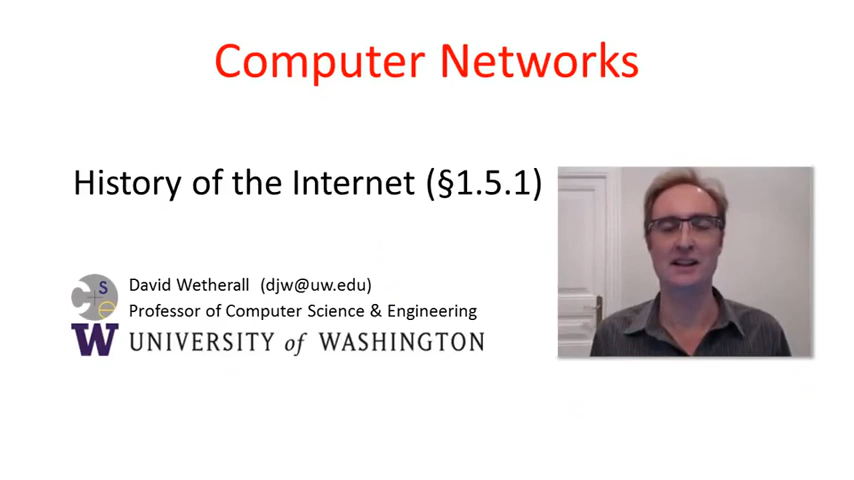 Computer Networks
History of the Internet (§1.5.1)
David Wetherall (djw@uw.edu)
Professor of Computer Science & Engineering
cse
W UNIVERSITY of WASHINGTON